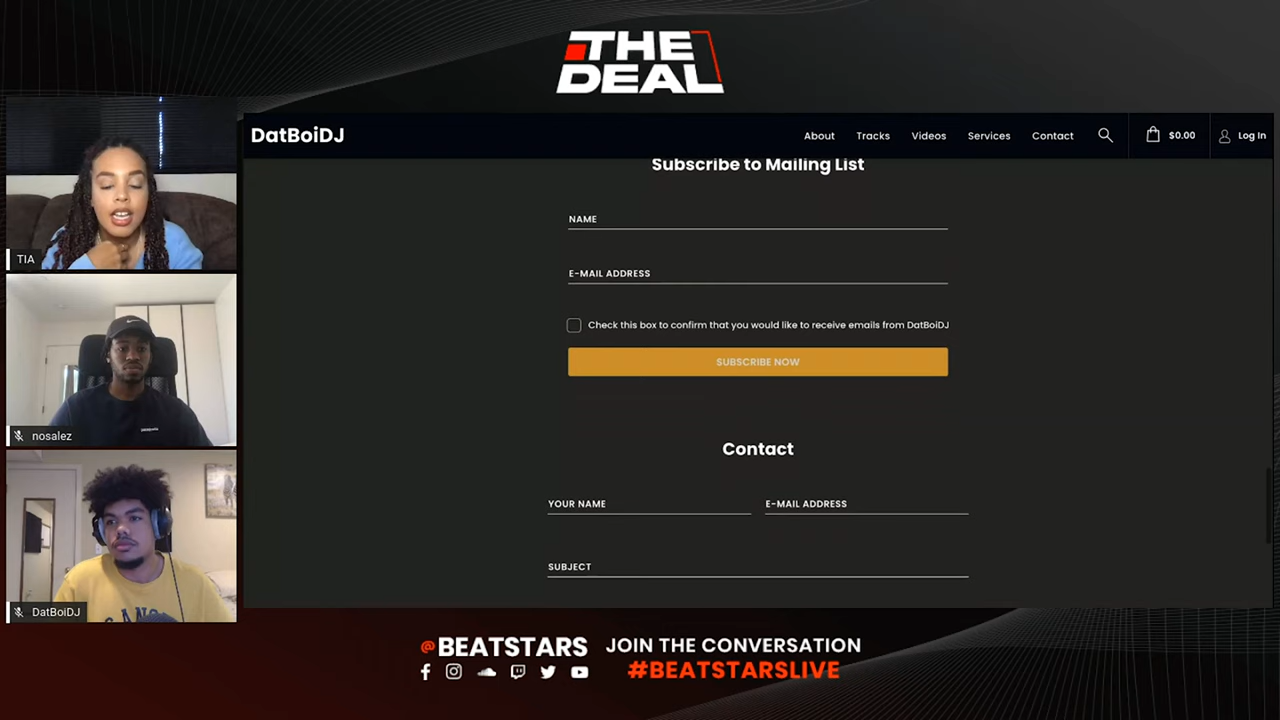 THE
DEAL
DatBoiDJ
About
Tracks
Videos
Services
Contact
$0.00
Log In
Subscribe to Mailing List
NAME
E-MAIL ADDRESS
Check this box to confirm that you would like to receive emails from DatBoiDJ
SUBSCRIBE NOW
Contact
YOUR NAME
E-MAIL ADDRESS
SUBJECT
TIA
nosalez
DatBoiDJ
@BEATSTARS
JOIN THE CONVERSATION
#BEATSTARSLIVE